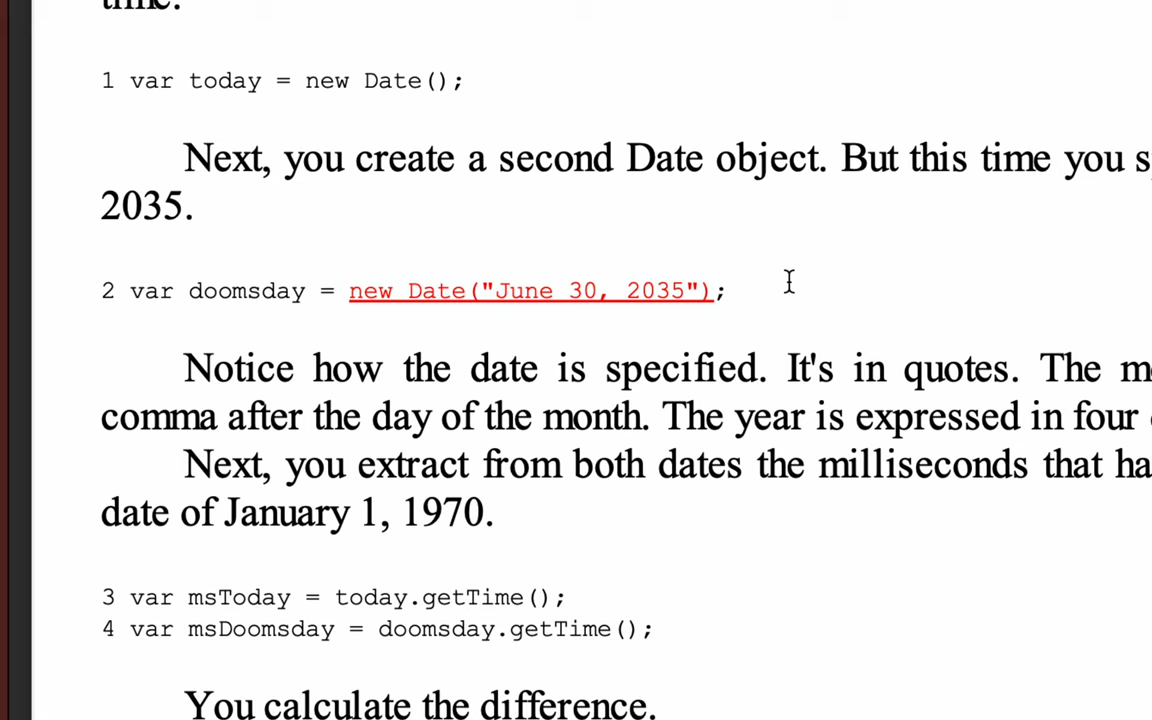 time.
1 var today = new Date();
Next, you create a second Date object. But this time you
2035.
2 var doomsday = new Date("June 30, 2035");
Notice how the date is specified. It's in quotes. The
comma after the day of the month. The year is expressed in four
Next, you extract from both dates the milliseconds that
date of January 1, 1970.
3 var msToday = today.getTime();
4 var msDoomsday = doomsday.getTime();
You calculate the difference.